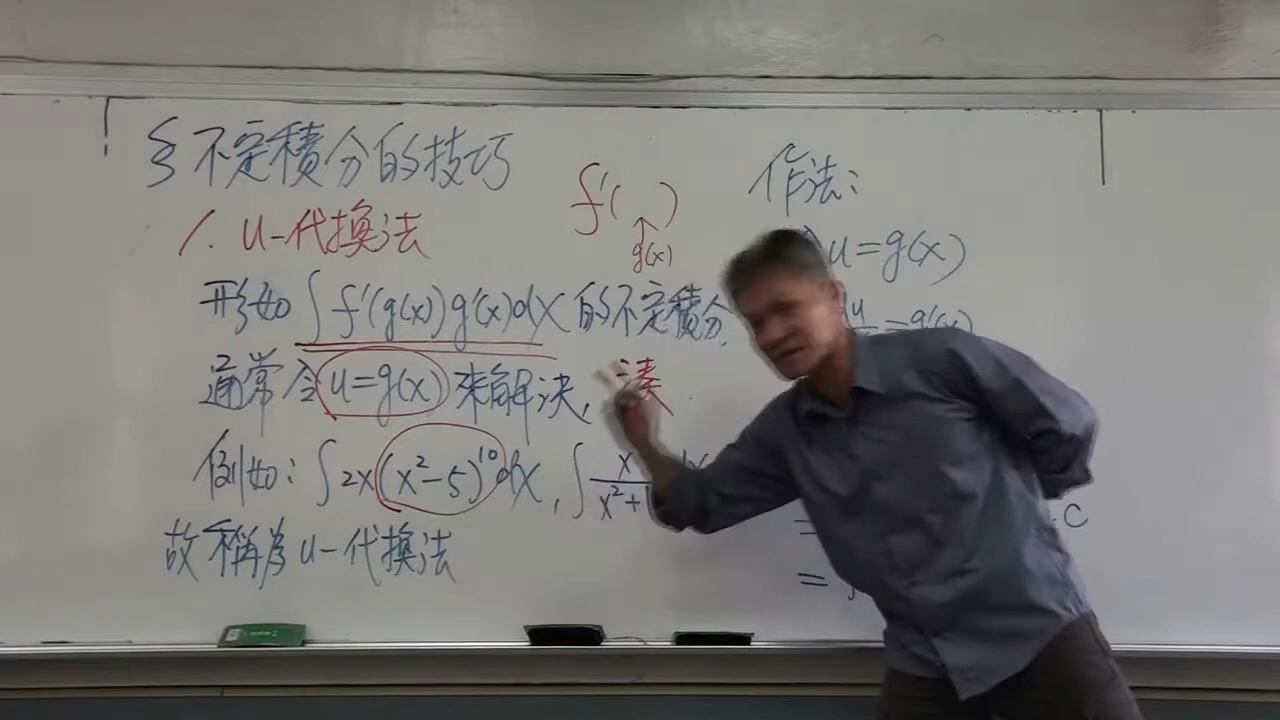 § 不定積分的技巧
1. u-代換法
形如 ∫ f'(g(x))g'(x)dx 的不定積分,
通常令 u=g(x) 來解決, 湊
例如: ∫ 2x(x²-5)¹⁰dx, ∫ x/x²+1
故稱為 u-代換法
f'( )
g(x)
作法:
u=g(x)
=g'(x)
C
=